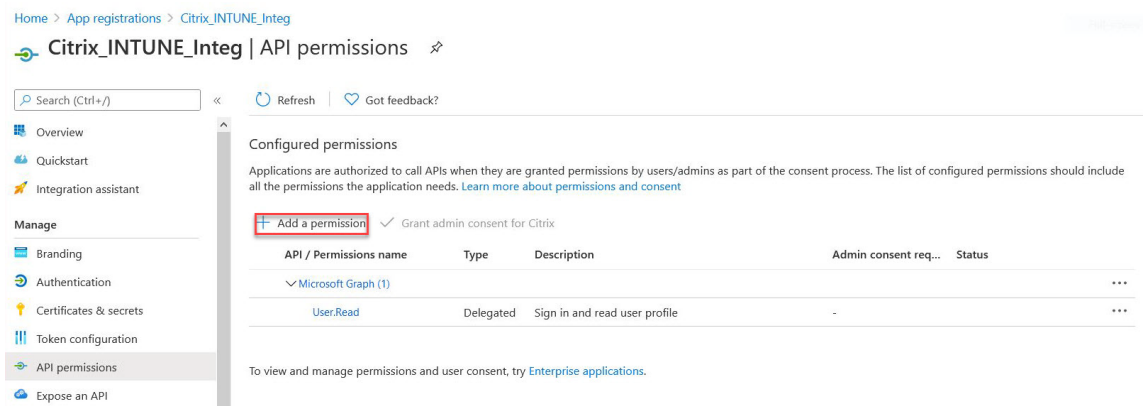 Home > App registrations > Citrix_INTUNE_Integ
Citrix_INTUNE_Integ | API permissions
Search (Ctrl+/)
«
Overview
Quickstart
Integration assistant
Manage
Branding
Authentication
Certificates & secrets
Token configuration
API permissions
Expose an API
Refresh
Got feedback?
Configured permissions
Applications are authorized to call APIs when they are granted permissions by users/admins as part of the consent process. The list of configured permissions should include
all the permissions the application needs. Learn more about permissions and consent
+ Add a permission ✓ Grant admin consent for Citrix
API / Permissions name Type Description Admin consent req... Status
Microsoft Graph (1) ...
User.Read Delegated Sign in and read user profile - ...
To view and manage permissions and user consent, try Enterprise applications.